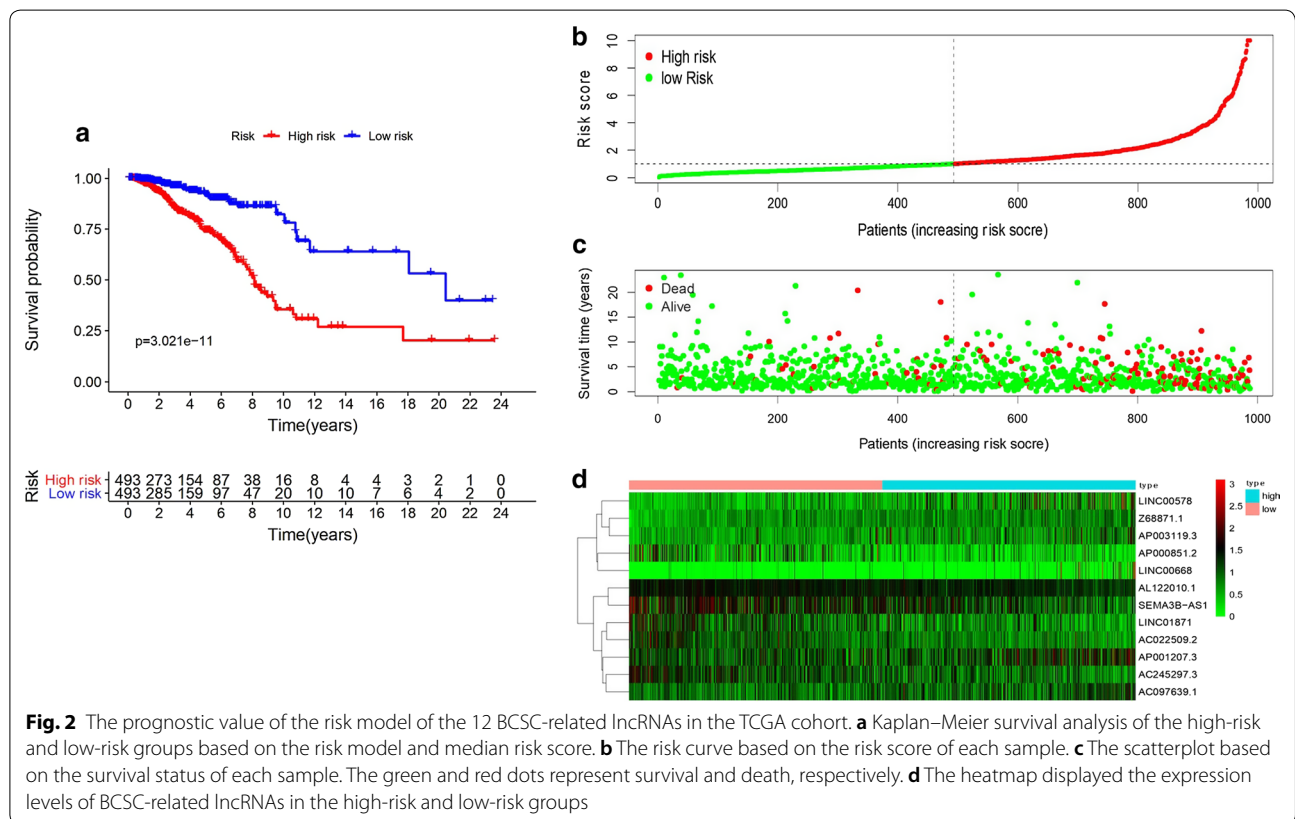 a
Risk High risk Low risk
Survival probability
1.00
0.75
0.50
0.25
0.00
p=3.021e−11
0 2 4 6 8 10 12 14 16 18 20 22 24
Time(years)
Risk
High risk 493 273 154 87 38 16 8 4 4 3 2 1 0
Low risk 493 285 159 97 47 20 10 10 7 6 4 2 0
0 2 4 6 8 10 12 14 16 18 20 22 24
Time(years)
b
Risk score
10
8
6
4
2
0
High risk
low Risk
0 200 400 600 800 1000
Patients (increasing risk socre)
c
Survival time (years)
20
15
10
5
0
Dead
Alive
0 200 400 600 800 1000
Patients (increasing risk socre)
d
type
LINC00578
Z68871.1
AP003119.3
AP000851.2
LINC00668
AL122010.1
SEMA3B−AS1
LINC01871
AC022509.2
AP001207.3
AC245297.3
AC097639.1
3
2.5
2
1.5
1
0.5
0
type
high
low
Fig. 2 The prognostic value of the risk model of the 12 BCSC-related lncRNAs in the TCGA cohort. a Kaplan–Meier survival analysis of the high-risk
and low-risk groups based on the risk model and median risk score. b The risk curve based on the risk score of each sample. c The scatterplot based
on the survival status of each sample. The green and red dots represent survival and death, respectively. d The heatmap displayed the expression
levels of BCSC-related lncRNAs in the high-risk and low-risk groups